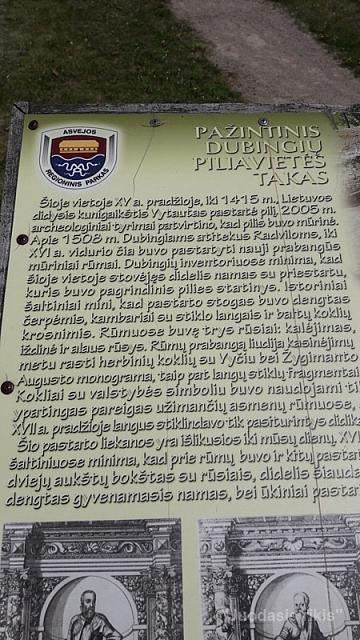 ASVEJOS
REGIONINIS PARKAS
PAŽINTINIS
DUBINGIŲ
PILIAVIETĖS
TAKAS
Šioje vietoje XV a. pradžioje, iki 1415 m., Lietuvos
didysis kunigaikštis Vytautas pastatė pilį. 2005 m.
archeologiniai tyrimai patvirtino, kad pilis buvo mūrinė.
Apie 1508 m. Dubingiams atitekus Radviloms, iki
XVI a. vidurio čia buvo pastatyti nauji prabangūs
mūriniai rūmai. Dubingių inventoriuose minima, kad
šioje vietoje stovėjęs didelis namas su priestatu,
kuris buvo pagrindinis pilies statinys. Istoriniai
šaltiniai mini, kad pastato stogas buvo dengtas
čerpėmis, kambariai su stiklo langais ir baltų koklių
krosnimis. Rūmuose buvę trys rūsiai: kalėjimas,
iždinė ir alaus rūsys. Rūmų prabangą liudija kasinėjimų
metu rasti herbinių koklių su Vyčiu bei Žygimanto
Augusto monograma, taip pat langų stiklų fragmentai
Kokliai su valstybės simboliu buvo naudojami ti
ypatingas pareigas užimančių asmenų rūmuose,
XVII a. pradžioje langus stiklindavo tik pasiturintys didik
Šio pastato liekanos yra išlikusios iki mūsų dienų. XVI
šaltiniuose minima, kad prie rūmų buvo ir kitų pastat
dviejų aukštų bokštas su rūsiais, didelis šiaud
dengtas gyvenamasis namas, bei ūkiniai pasta